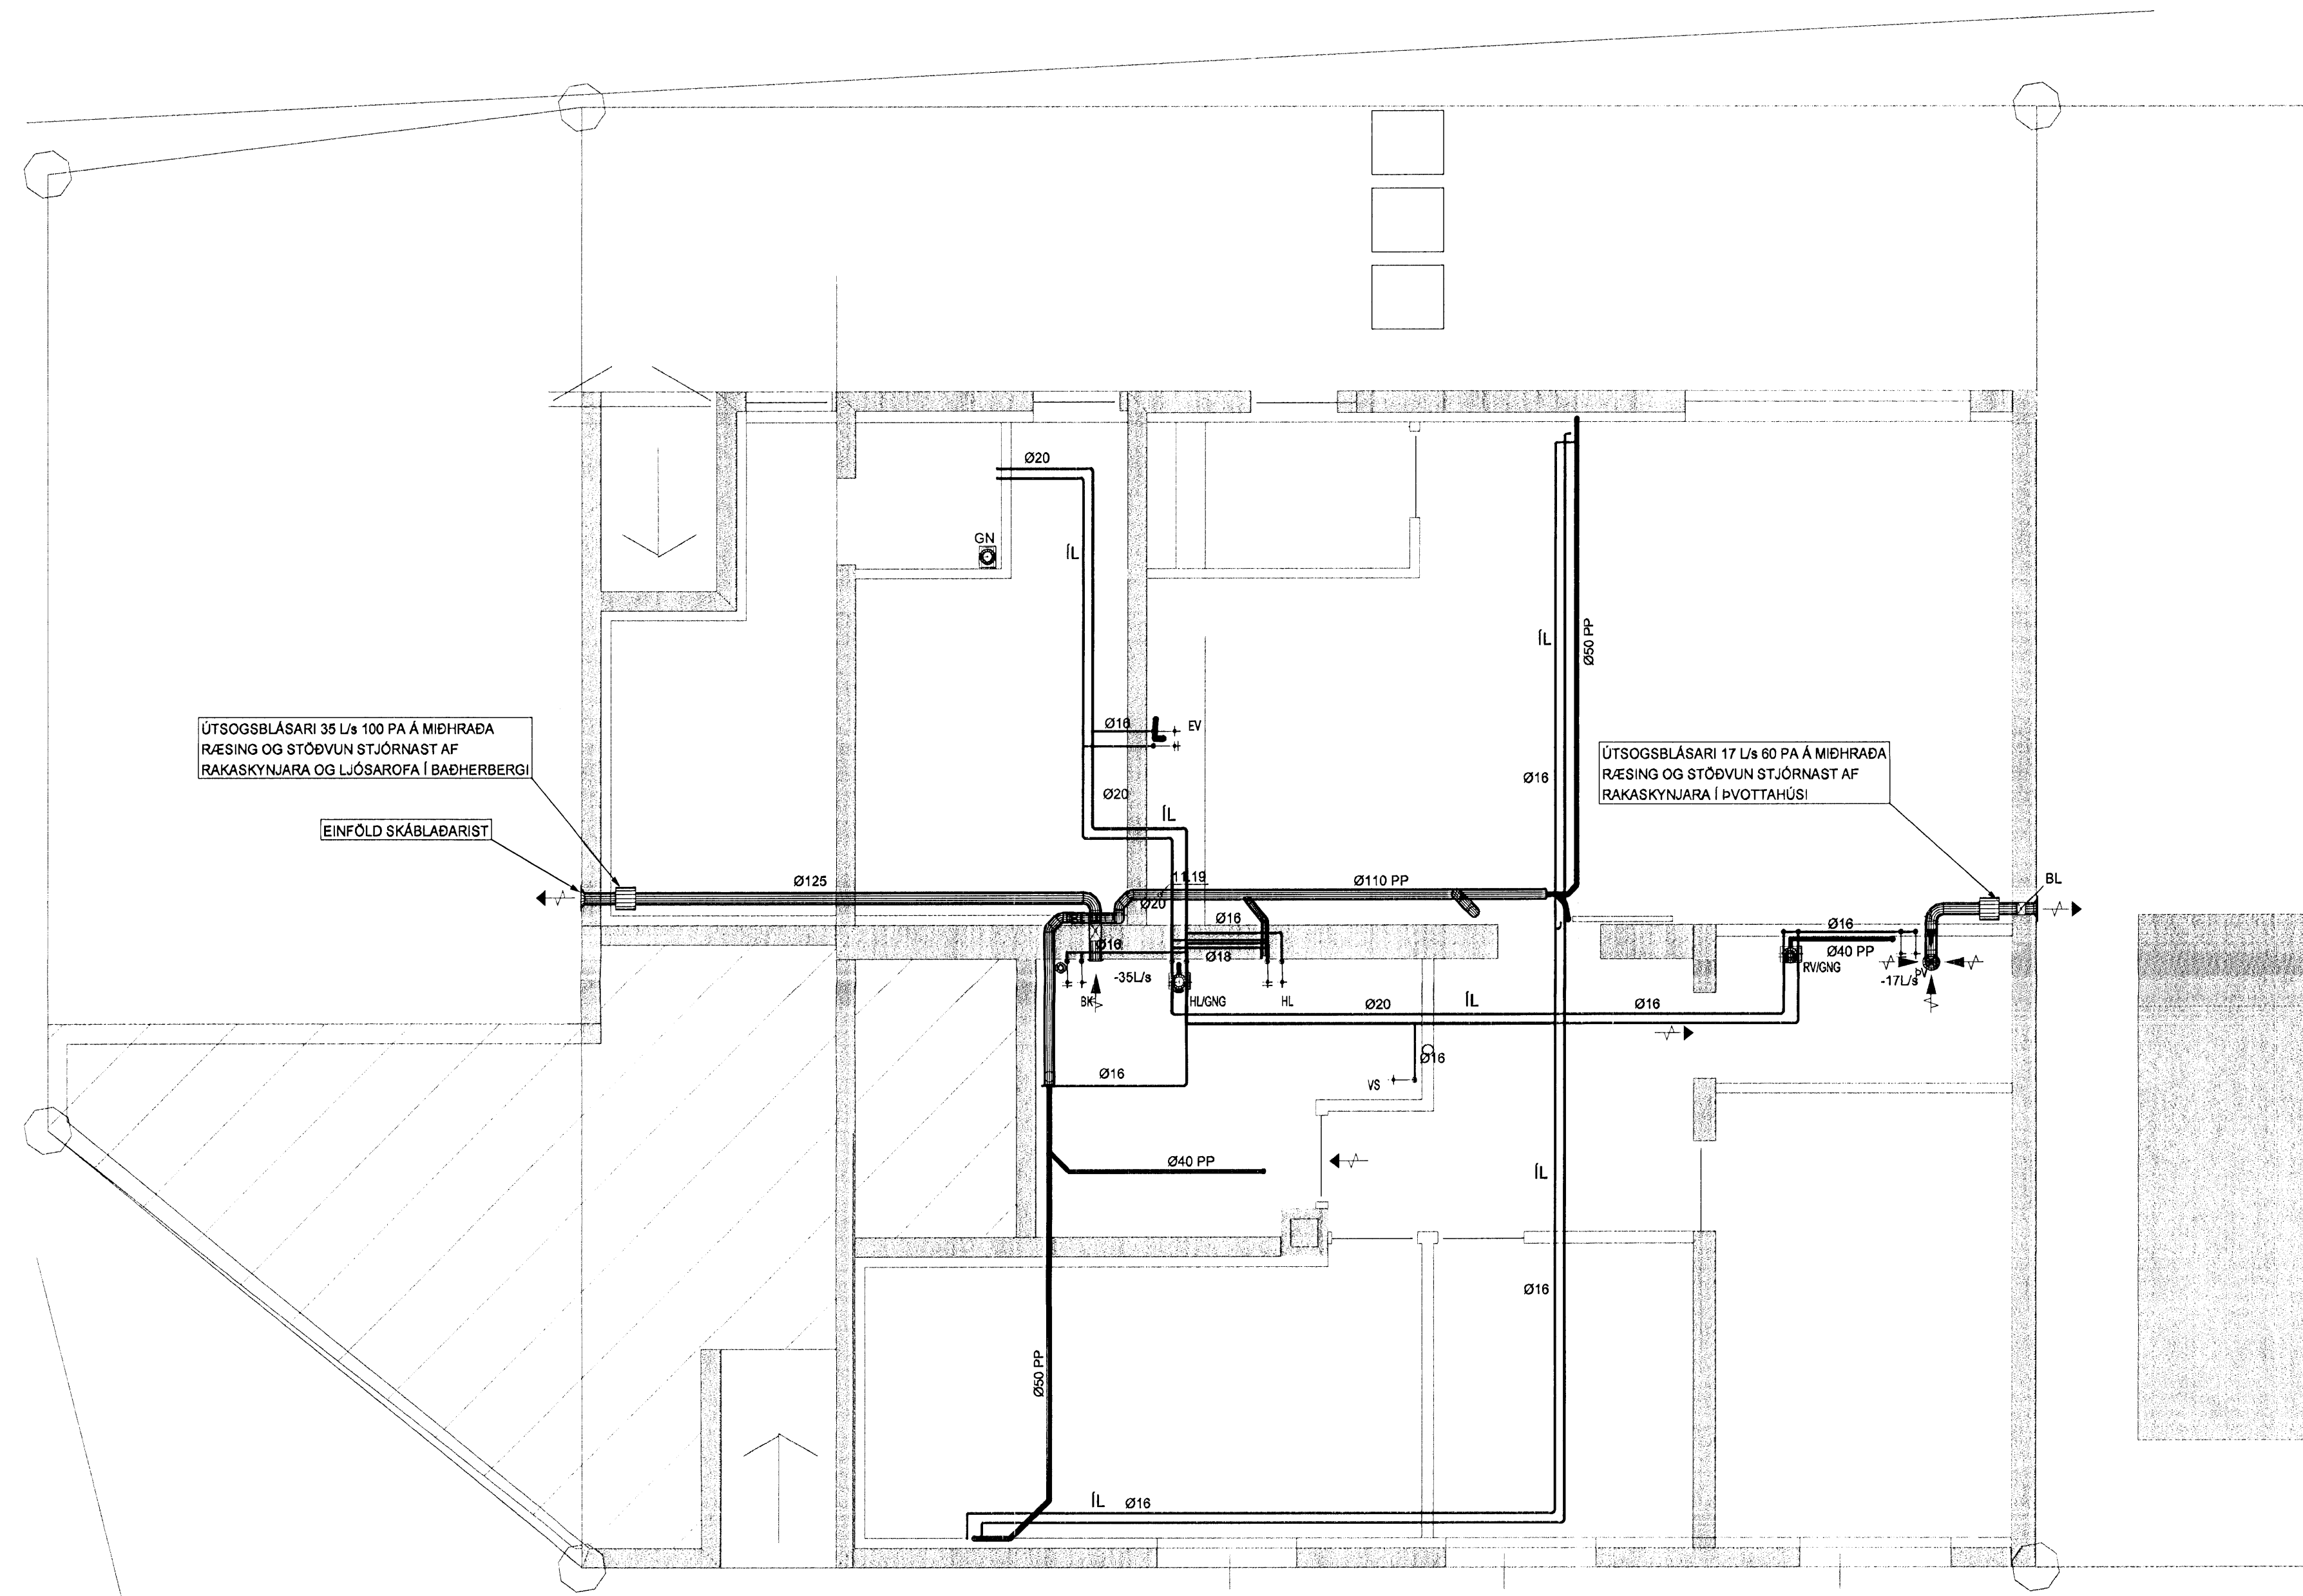 Ø20
GN
ÍL
ÍL
Ø50 PP
ÚTSOGSBLÁSARI 35 L/s 100 PA Á MIÐHRAÐA
RÆSING OG STÖÐVUN STJÓRNAST AF
RAKASKYNJARA OG LJÓSAROFA Í BAÐHERBERGI
Ø16
EV
ÚTSOGSBLÁSARI 17 L/s 60 PA Á MIÐHRAÐA
RÆSING OG STÖÐVUN STJÓRNAST AF
RAKASKYNJARA Í ÞVOTTAHÚSI
Ø16
Ø20
ÍL
EINFÖLD SKÁBLAÐARIST
Ø125
Ø110 PP
BL
Ø20
Ø16
Ø16
Ø16
Ø18
Ø40 PP
RV/GNG
-35L/s
-17L/s
ÞV
BK
HL/GNG
HL
Ø20
ÍL
Ø16
Ø16
Ø16
VS
Ø40 PP
ÍL
Ø16
Ø50 PP
ÍL
Ø16